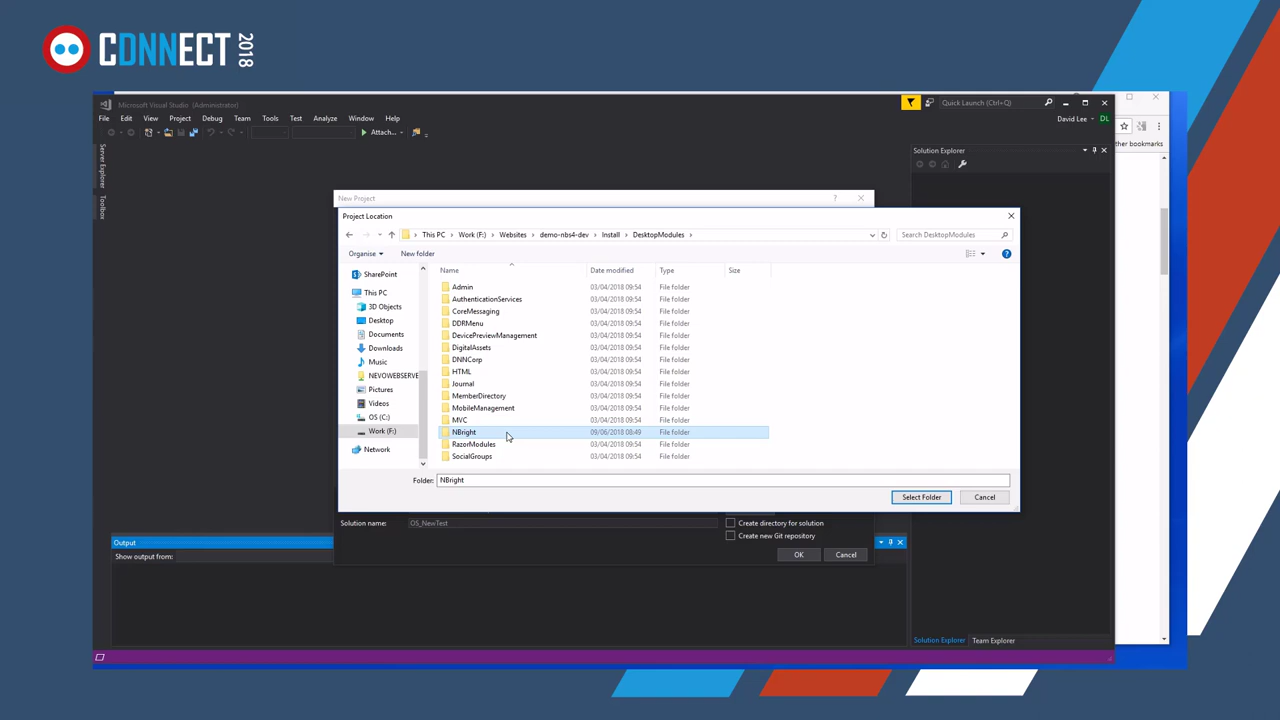 CDNNECT 2018
Microsoft Visual Studio (Administrator)
Quick Launch (Ctrl+Q)
File Edit View Project Debug Team Tools Test Analyze Window Help
David Lee DL
Attach...
her bookmarks
Server Explorer
Toolbox
Solution Explorer
New Project
Project Location
This PC Work (F:) Websites demo-nbs4-dev Install DesktopModules
Search DesktopModules
Organise New folder
Name Date modified Type Size
SharePoint
This PC
3D Objects
Desktop
Documents
Downloads
Music
NEVOWEBSERVE
Pictures
Videos
OS (C:)
Work (F:)
Network
Admin 03/04/2018 09:54 File folder
AuthenticationServices 03/04/2018 09:54 File folder
CoreMessaging 03/04/2018 09:54 File folder
DDRMenu 03/04/2018 09:54 File folder
DevicePreviewManagement 03/04/2018 09:54 File folder
DigitalAssets 03/04/2018 09:54 File folder
DNNCorp 03/04/2018 09:54 File folder
HTML 03/04/2018 09:54 File folder
Journal 03/04/2018 09:54 File folder
MemberDirectory 03/04/2018 09:54 File folder
MobileManagement 03/04/2018 09:54 File folder
MVC 03/04/2018 09:54 File folder
NBright 09/06/2018 08:49 File folder
RazorModules 03/04/2018 09:54 File folder
SocialGroups 03/04/2018 09:54 File folder
Folder: NBright
Select Folder Cancel
Solution name: OS_NewTest
Create directory for solution
Create new Git repository
OK Cancel
Output
Show output from:
Solution Explorer Team Explorer